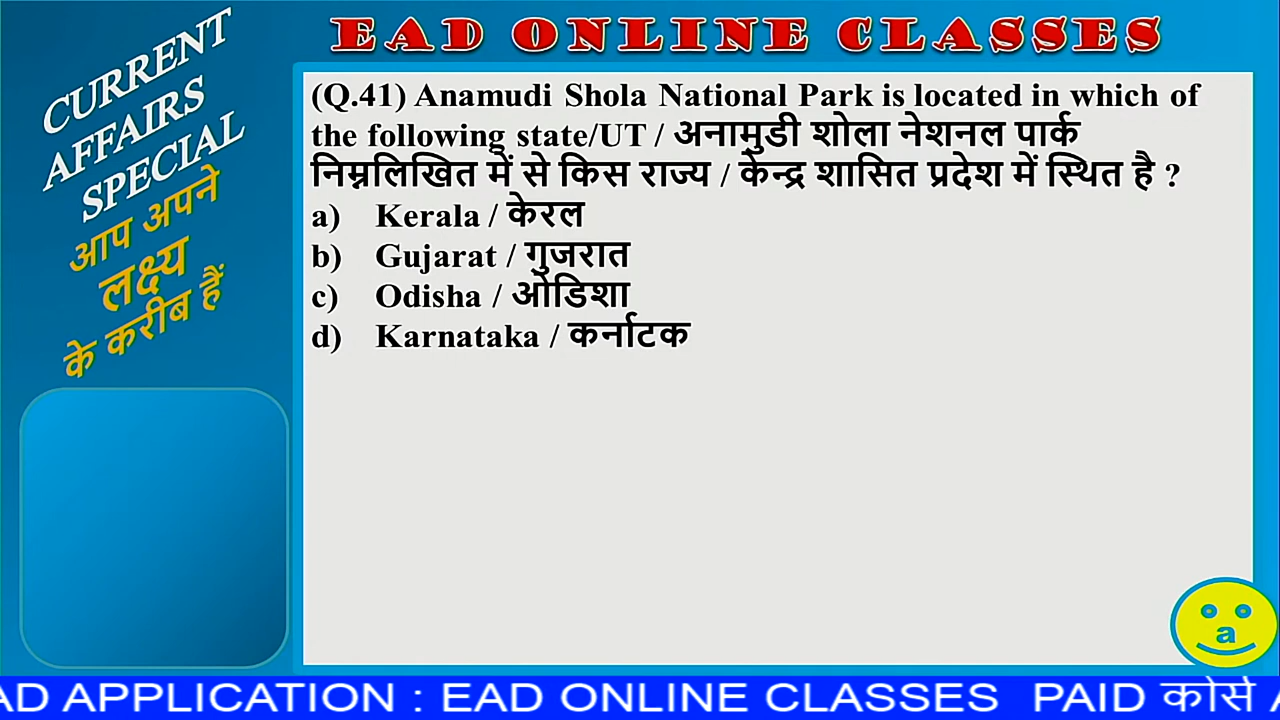 EAD ONLINE CLASSES
CURRENT
AFFAIRS
SPECIAL
आप अपने
लक्ष्य
के करीब हैं
(Q.41) Anamudi Shola National Park is located in which of
the following state/UT / अनामुडी शोला नेशनल पार्क
निम्नलिखित में से किस राज्य / केन्द्र शासित प्रदेश में स्थित है ?
a) Kerala / केरल
b) Gujarat / गुजरात
c) Odisha / ओडिशा
d) Karnataka / कर्नाटक
a
AD APPLICATION : EAD ONLINE CLASSES PAID कोर्स A